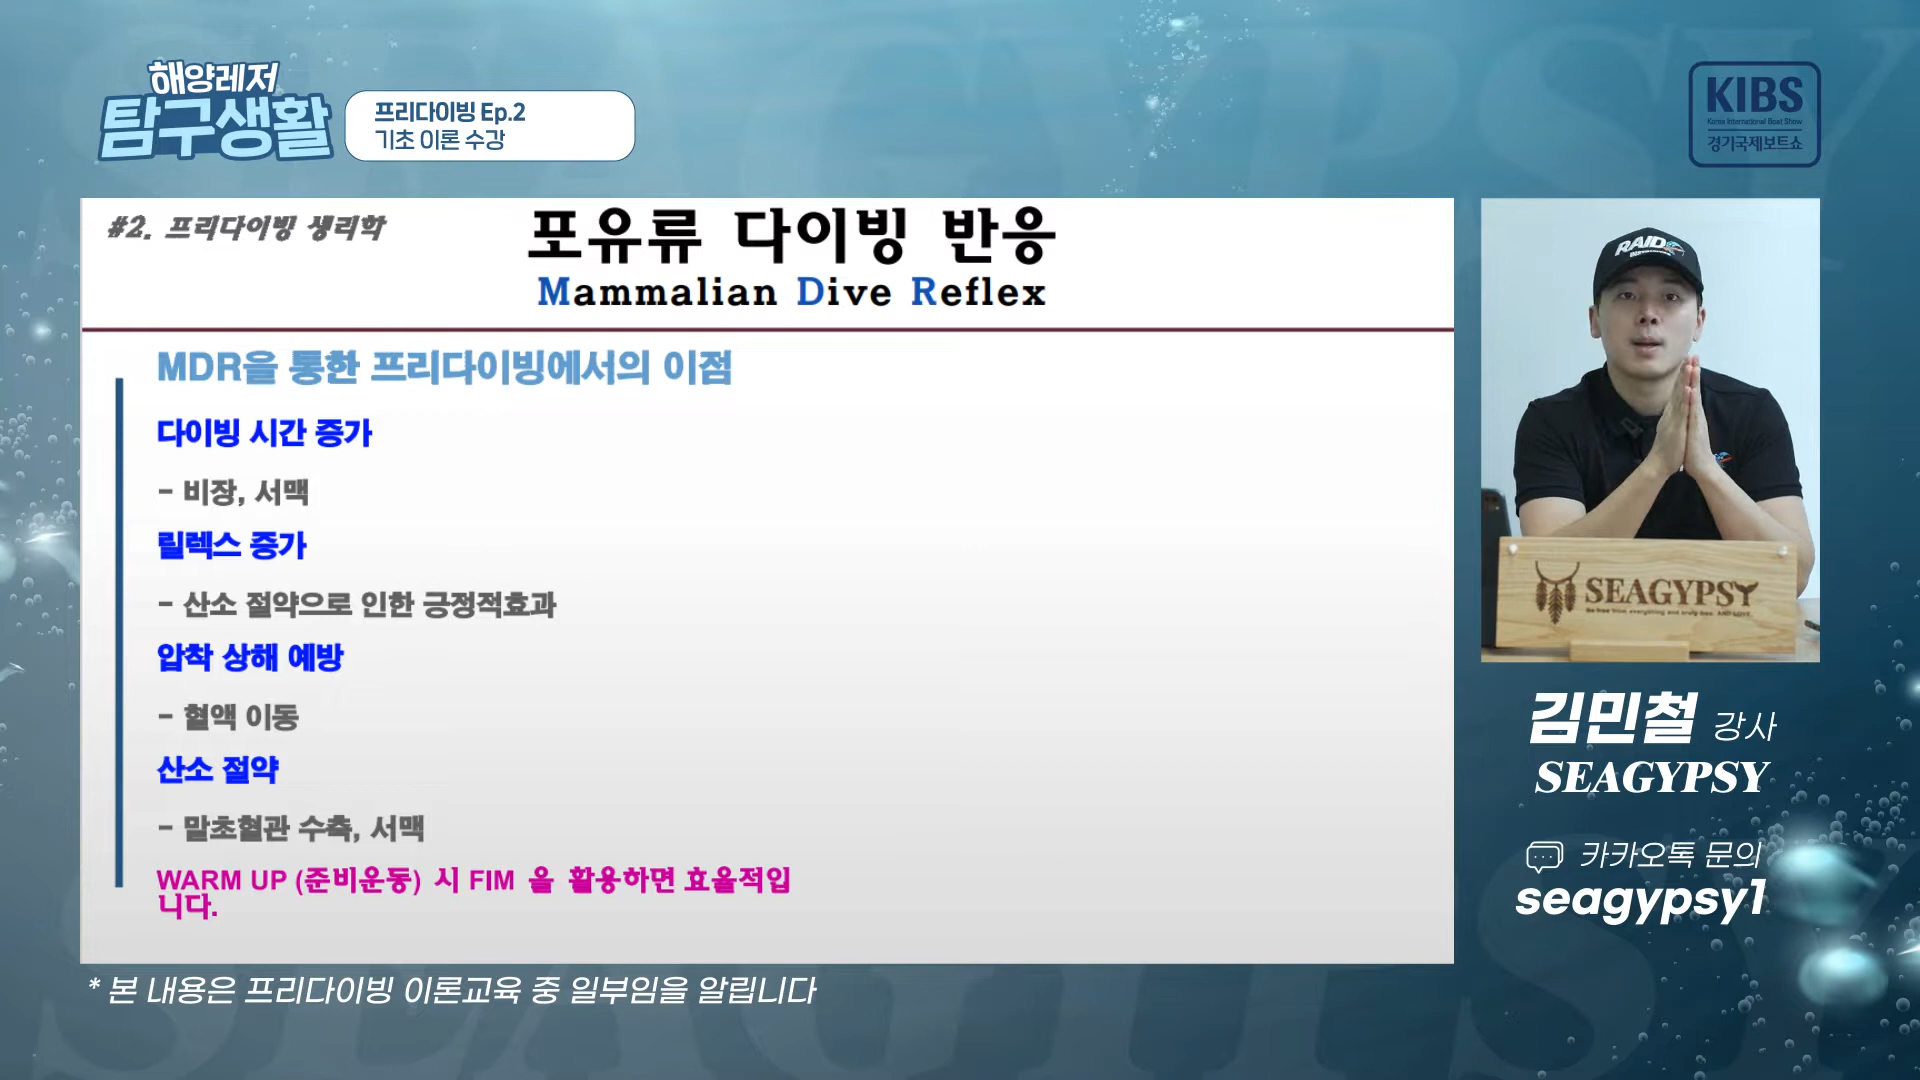 해양레저
탐구생활
프리다이빙 Ep.2
기초 이론 수강
KIBS
Korea International Boat Show
경기국제보트쇼
#2. 프리다이빙 생리학
포유류 다이빙 반응
Mammalian Dive Reflex
MDR을 통한 프리다이빙에서의 이점
다이빙 시간 증가
- 비장, 서맥
릴렉스 증가
- 산소 절약으로 인한 긍정적효과
압착 상해 예방
- 혈액 이동
산소 절약
- 말초혈관 수축, 서맥
WARM UP (준비운동) 시 FIM 을 활용하면 효율적입
니다.
RAID
SEAGYPSY
김민철 강사
SEAGYPSY
카카오톡 문의
seagypsy1
* 본 내용은 프리다이빙 이론교육 중 일부임을 알립니다